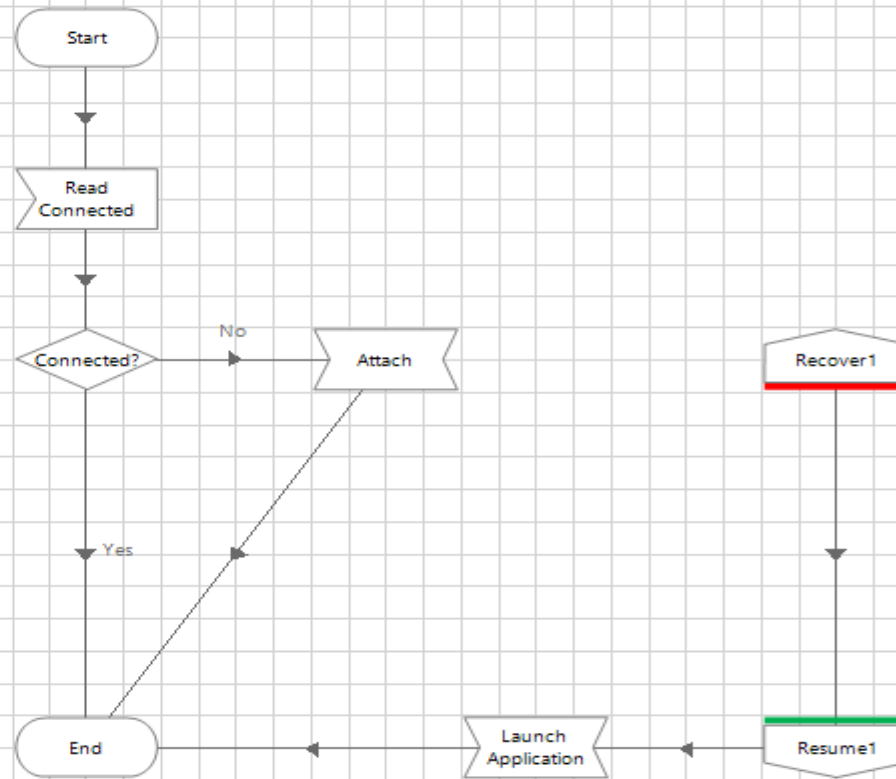 Start
Read
Connected
No
Connected?
Attach
Recover1
Yes
End
Launch
Application
Resume1